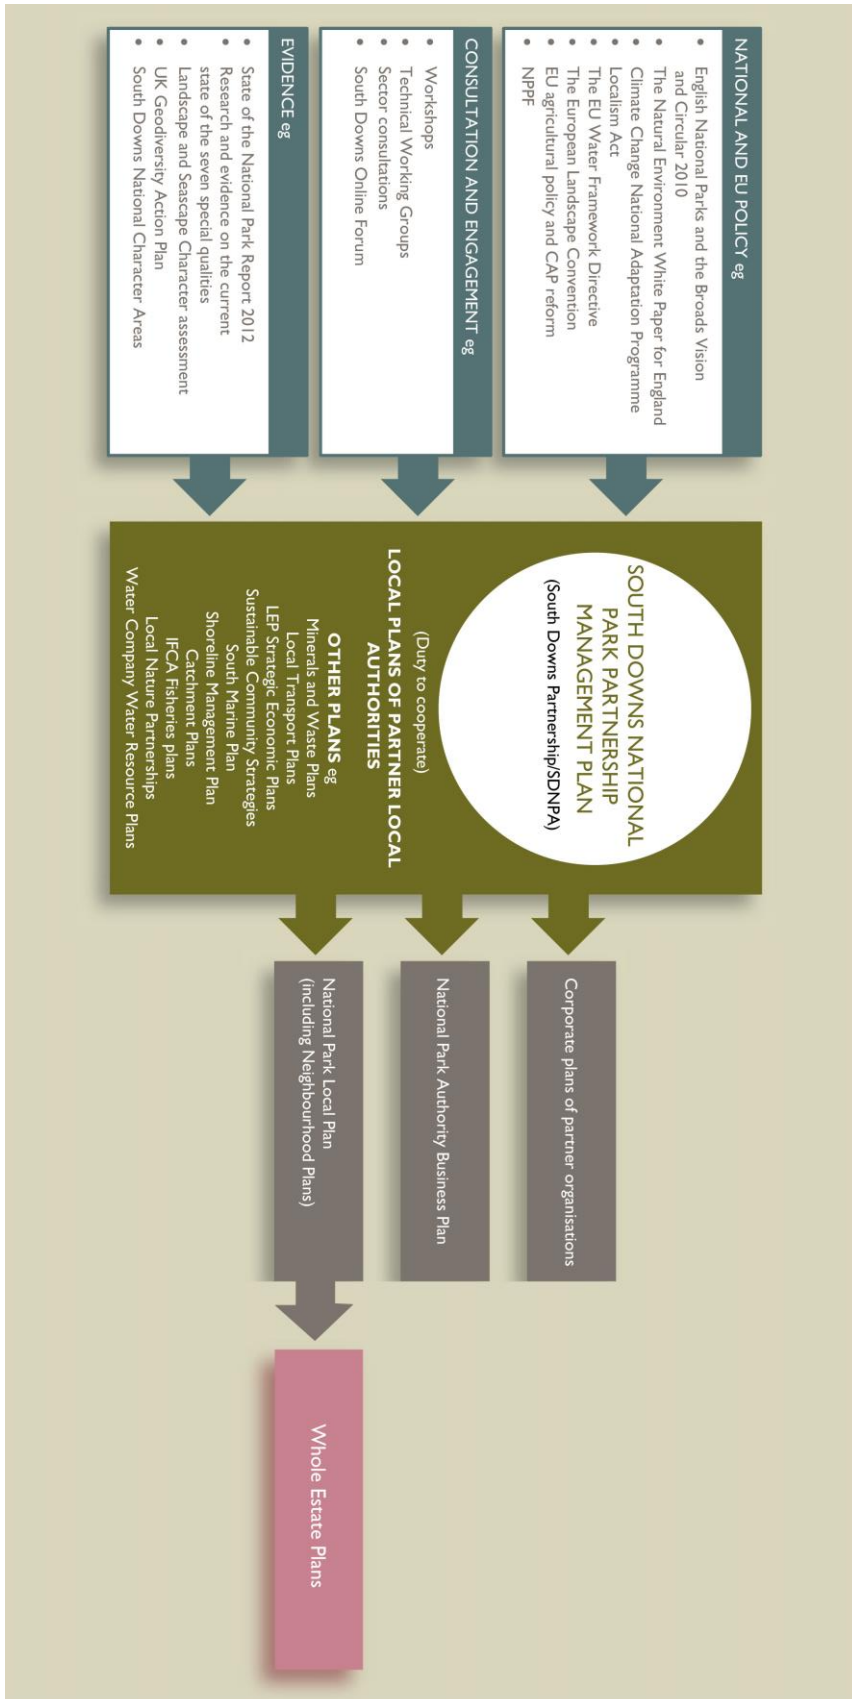 NATIONAL AND EU POLICY eg
• English National Parks and the Broads Vision
and Circular 2010
• The Natural Environment White Paper for England
• Climate Change National Adaptation Programme
• Localism Act
• The EU Water Framework Directive
• The European Landscape Convention
• EU agricultural policy and CAP reform
• NPPF
CONSULTATION AND ENGAGEMENT eg
• Workshops
• Technical Working Groups
• Sector consultations
• South Downs Online Forum
EVIDENCE eg
• State of the National Park Report 2012
• Research and evidence on the current
state of the seven special qualities
• Landscape and Seascape Character assessment
• UK Geodiversity Action Plan
• South Downs National Character Areas
SOUTH DOWNS NATIONAL
PARK PARTNERSHIP
MANAGEMENT PLAN
(South Downs Partnership/SDNPA)
(Duty to cooperate)
LOCAL PLANS OF PARTNER LOCAL
AUTHORITIES
OTHER PLANS eg
Minerals and Waste Plans
Local Transport Plans
LEP Strategic Economic Plans
Sustainable Community Strategies
South Marine Plan
Shoreline Management Plan
Catchment Plans
IFCA Fisheries plans
Local Nature Partnerships
Water Company Water Resource Plans
Corporate plans of partner organisations
National Park Authority Business Plan
National Park Local Plan
(including Neighbourhood Plans)
Whole Estate Plans